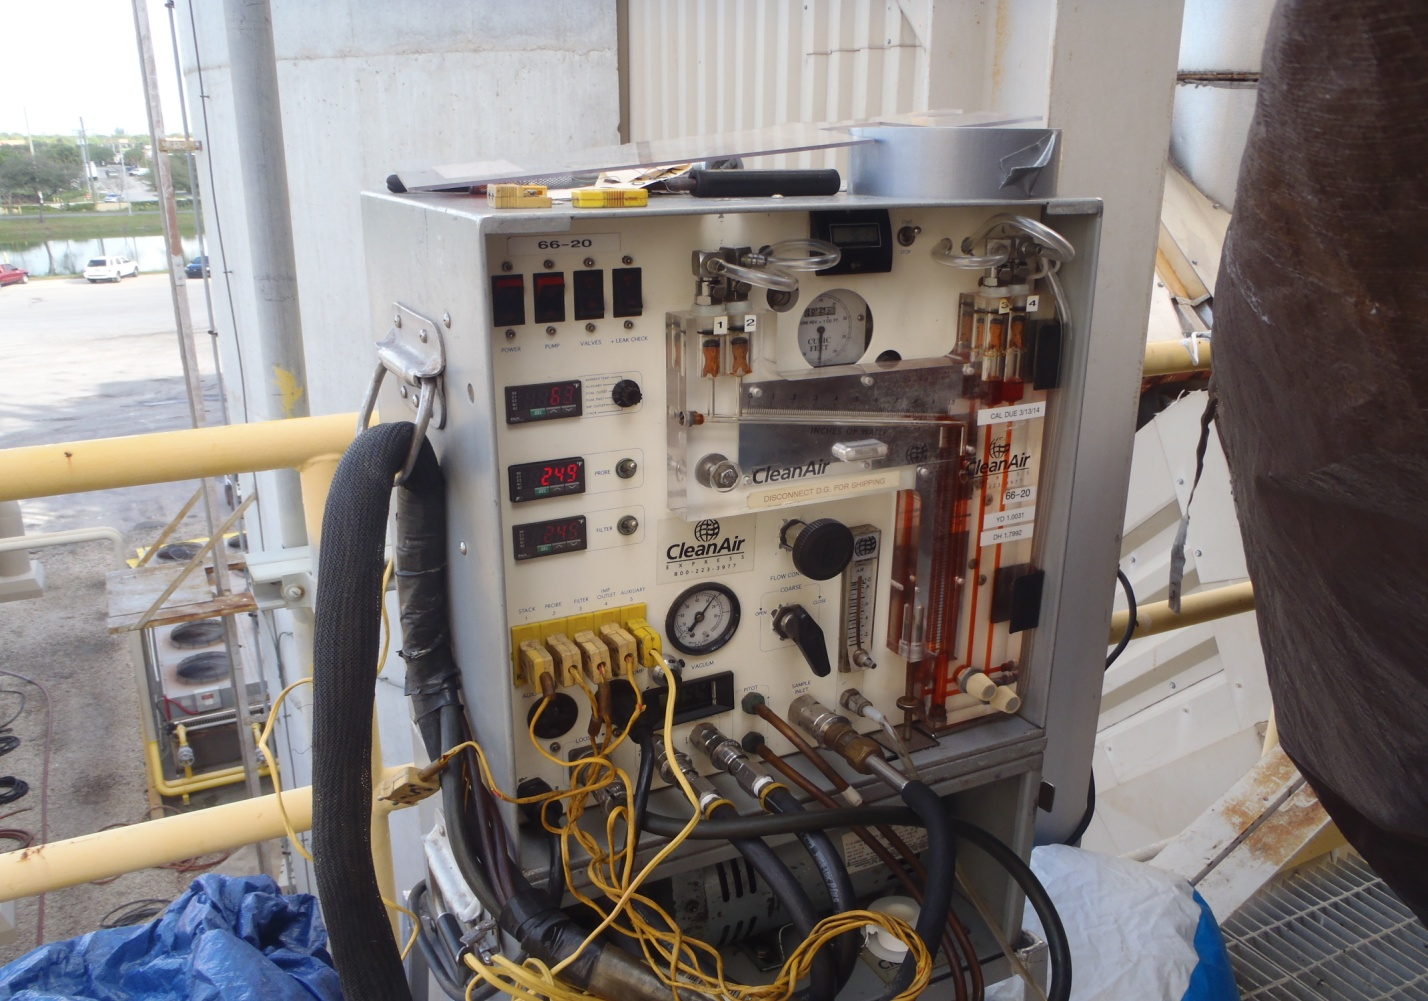 66-20
POWER
PUMP
VALVES
+ LEAK CHECK
63
249
PROBE
245
FILTER
STACK
1
PROBE
2
FILTER
3
IMP
OUTLET
4
AUXILIARY
5
1
2
3
4
CUBIC
FEET
CleanAir
DISCONNECT D.G. FOR SHIPPING
CleanAir
EXPRESS
800-223-3977
FLOW CON
COARSE
OPEN
CLOSE
VACUUM
PITOT
SAMPLE
INLET
CAL DUE 3/13/14
CleanAir
66-20
YD 1.0031
DH 1.7992